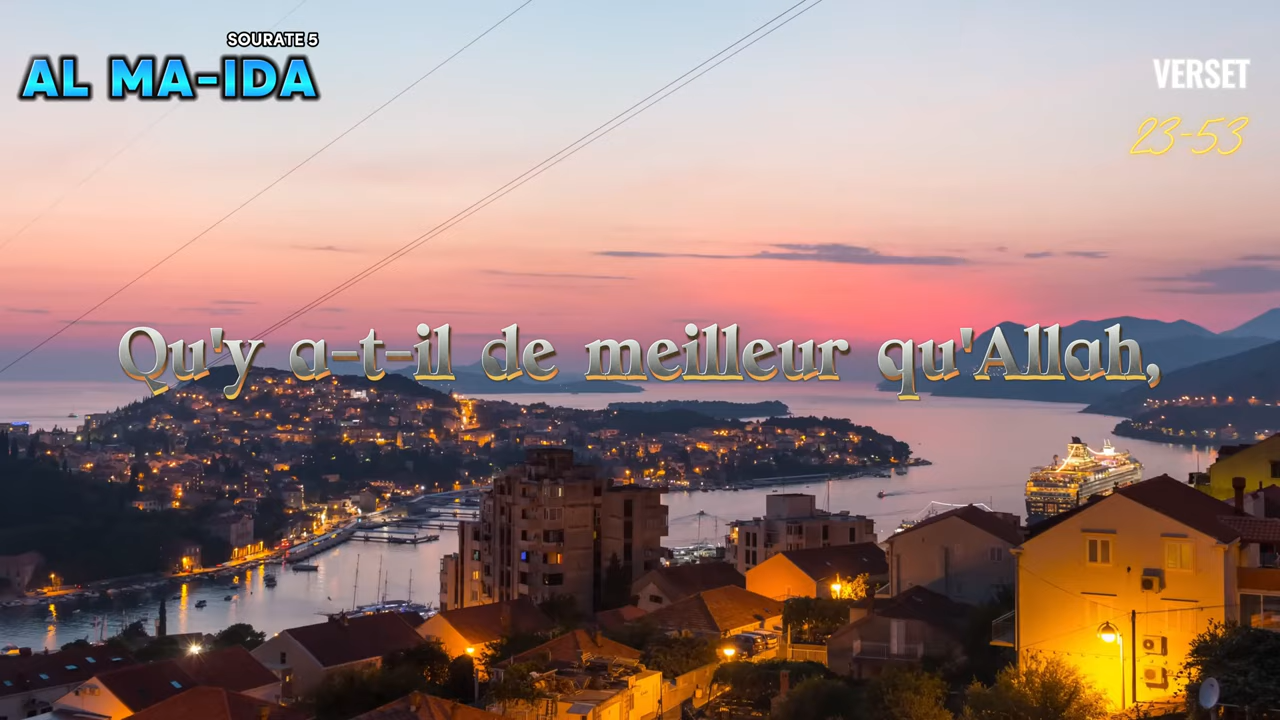 SOURATE 5
AL MA-IDA
VERSET
23-53
Qu'y a-t-il de meilleur qu'Allah,